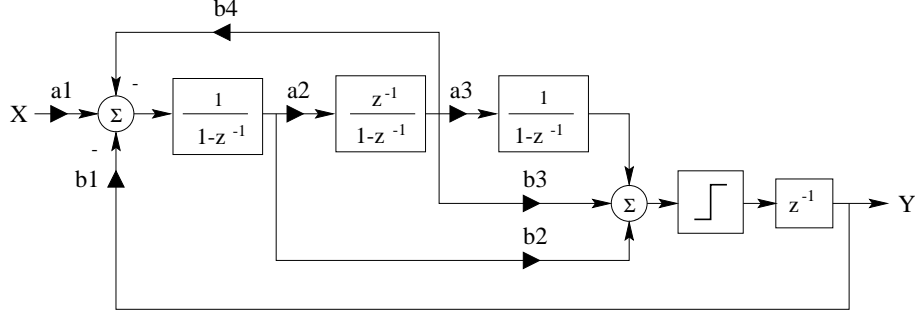 b4
-
X a1 Σ 1 / 1-z⁻¹ a2 z⁻¹ / 1-z⁻¹ a3 1 / 1-z⁻¹
-
b1 b3 Σ z⁻¹ Y
b2